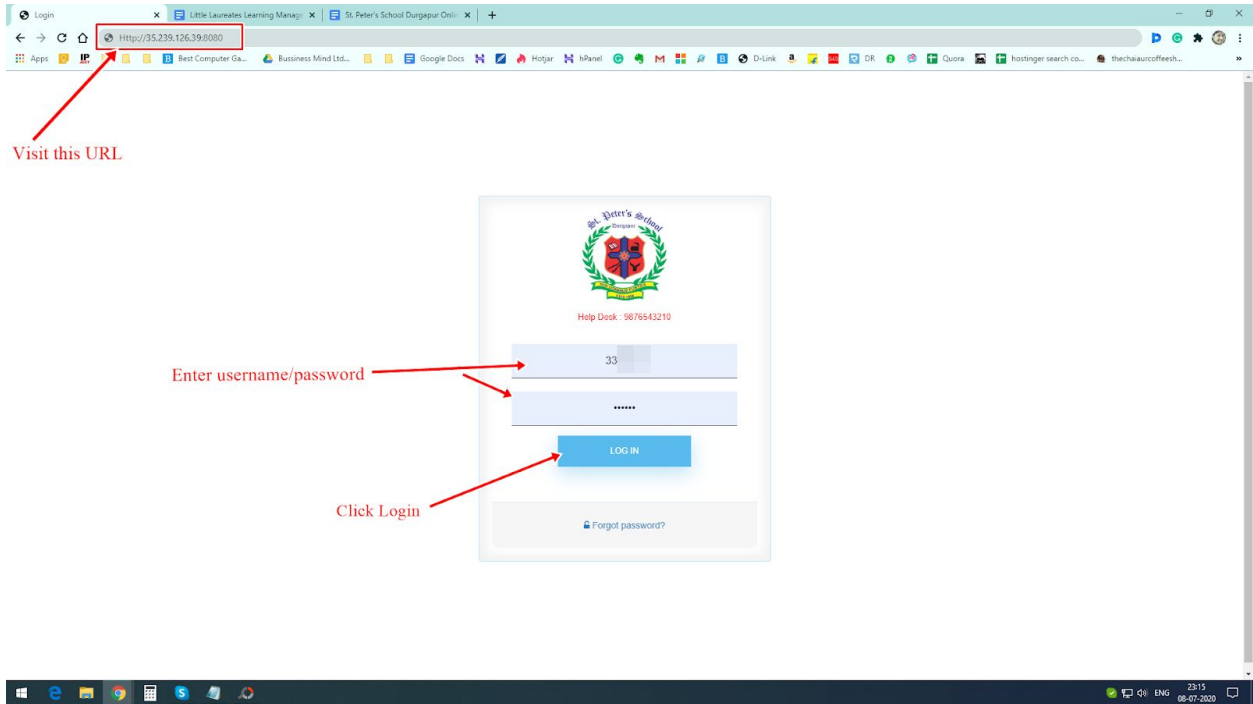 Login
Little Laureates Learning Manage
St. Peter's School Durgapur Onlin
Http://35.239.126.39:8080
Apps
Best Computer Ga...
Bussiness Mind Ltd...
Google Docs
Hotjar
hPanel
D-Link
DR
Quora
hostinger search co...
thechaiaurcoffeesh...
Visit this URL
St. Peter's School
Durgapur
Help Desk : 9876543210
33
Enter username/password
LOG IN
Click Login
Forgot password?
ENG
23:15
08-07-2020